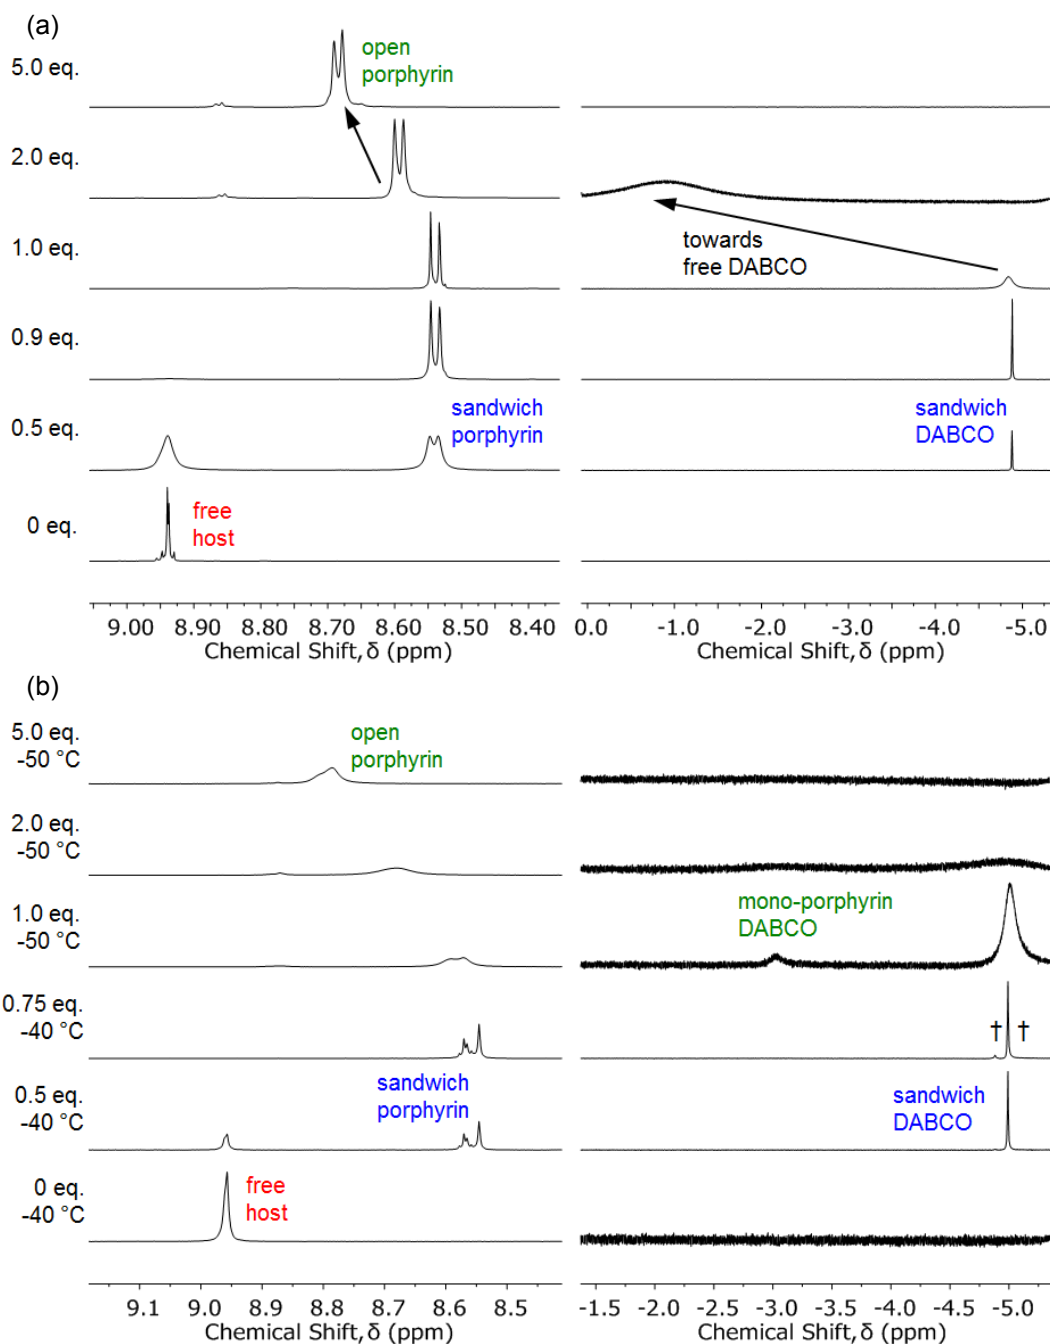 (a)
5.0 eq.
open
porphyrin
2.0 eq.
1.0 eq.
towards
free DABCO
0.9 eq.
0.5 eq.
sandwich
porphyrin
sandwich
DABCO
0 eq.
free
host
9.00 8.90 8.80 8.70 8.60 8.50 8.40
0.0 -1.0 -2.0 -3.0 -4.0 -5.0
Chemical Shift, δ (ppm)
Chemical Shift, δ (ppm)
(b)
5.0 eq.
-50 °C
open
porphyrin
2.0 eq.
-50 °C
1.0 eq.
-50 °C
mono-porphyrin
DABCO
0.75 eq.
-40 °C
† †
0.5 eq.
-40 °C
sandwich
porphyrin
sandwich
DABCO
0 eq.
-40 °C
free
host
9.1 9.0 8.9 8.8 8.7 8.6 8.5
-1.5 -2.0 -2.5 -3.0 -3.5 -4.0 -4.5 -5.0
Chemical Shift, δ (ppm)
Chemical Shift, δ (ppm)